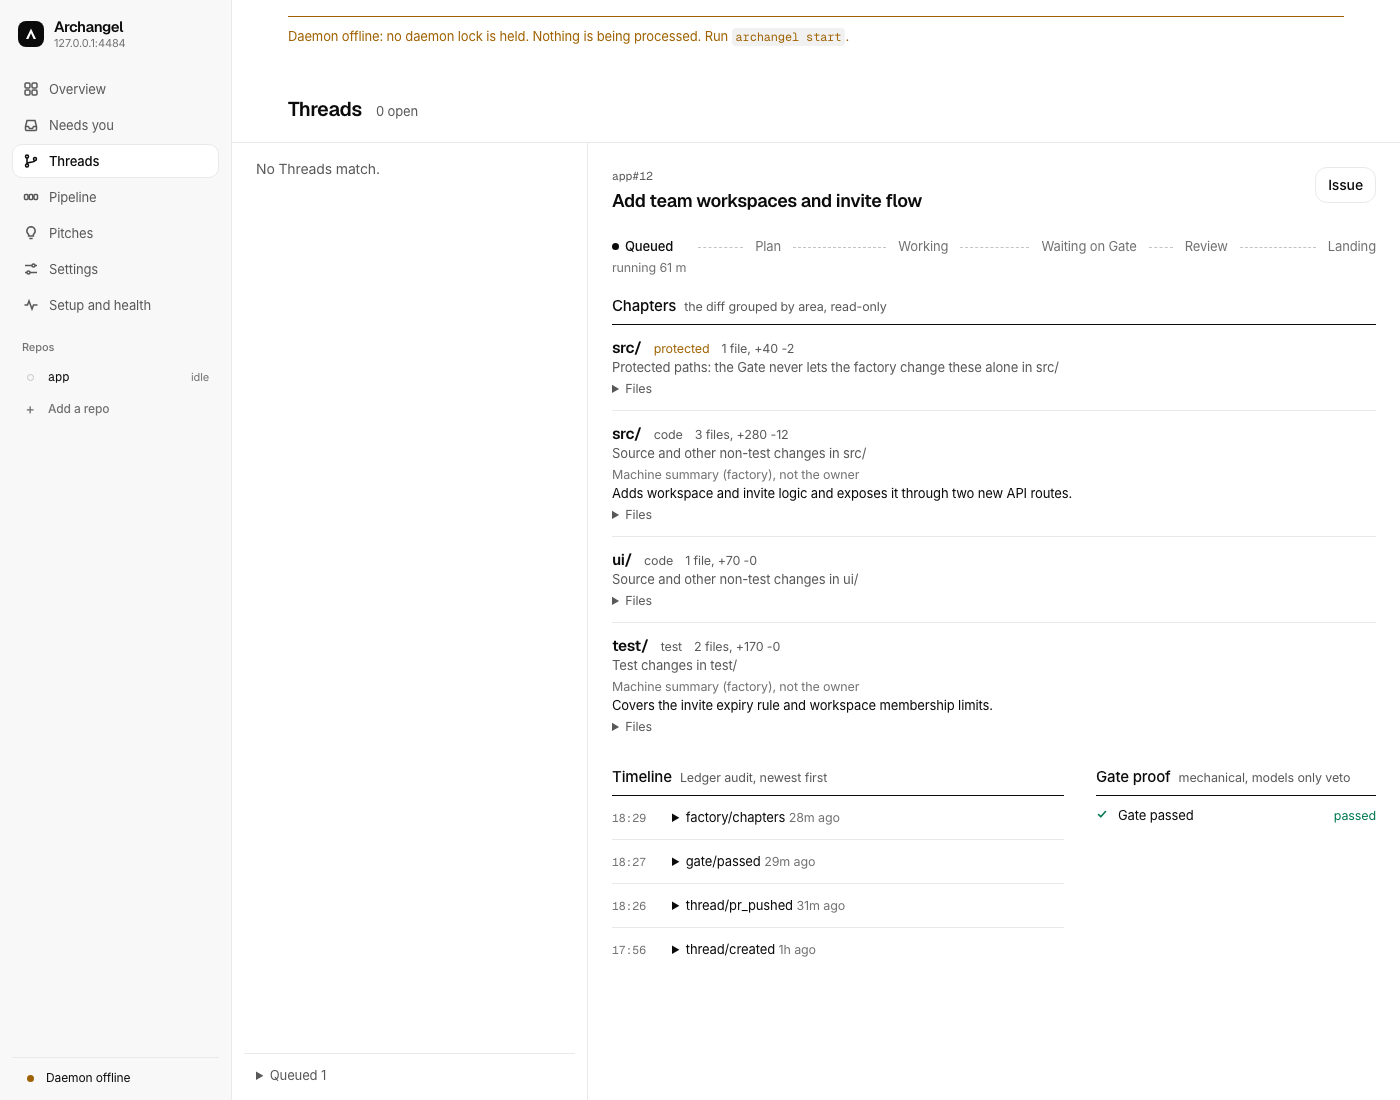 Archangel
127.0.0.1:4484
Overview
Needs you
Threads
Pipeline
Pitches
Settings
Setup and health
Repos
app idle
+ Add a repo
Daemon offline
Daemon offline: no daemon lock is held. Nothing is being processed. Run archangel start.
Threads 0 open
No Threads match.
Queued 1
app#12
Add team workspaces and invite flow
Issue
Queued Plan Working Waiting on Gate Review Landing
running 61 m
Chapters the diff grouped by area, read-only
src/ protected 1 file, +40 -2
Protected paths: the Gate never lets the factory change these alone in src/
Files
src/ code 3 files, +280 -12
Source and other non-test changes in src/
Machine summary (factory), not the owner
Adds workspace and invite logic and exposes it through two new API routes.
Files
ui/ code 1 file, +70 -0
Source and other non-test changes in ui/
Files
test/ test 2 files, +170 -0
Test changes in test/
Machine summary (factory), not the owner
Covers the invite expiry rule and workspace membership limits.
Files
Timeline Ledger audit, newest first
18:29 factory/chapters 28m ago
18:27 gate/passed 29m ago
18:26 thread/pr_pushed 31m ago
17:56 thread/created 1h ago
Gate proof mechanical, models only veto
Gate passed passed